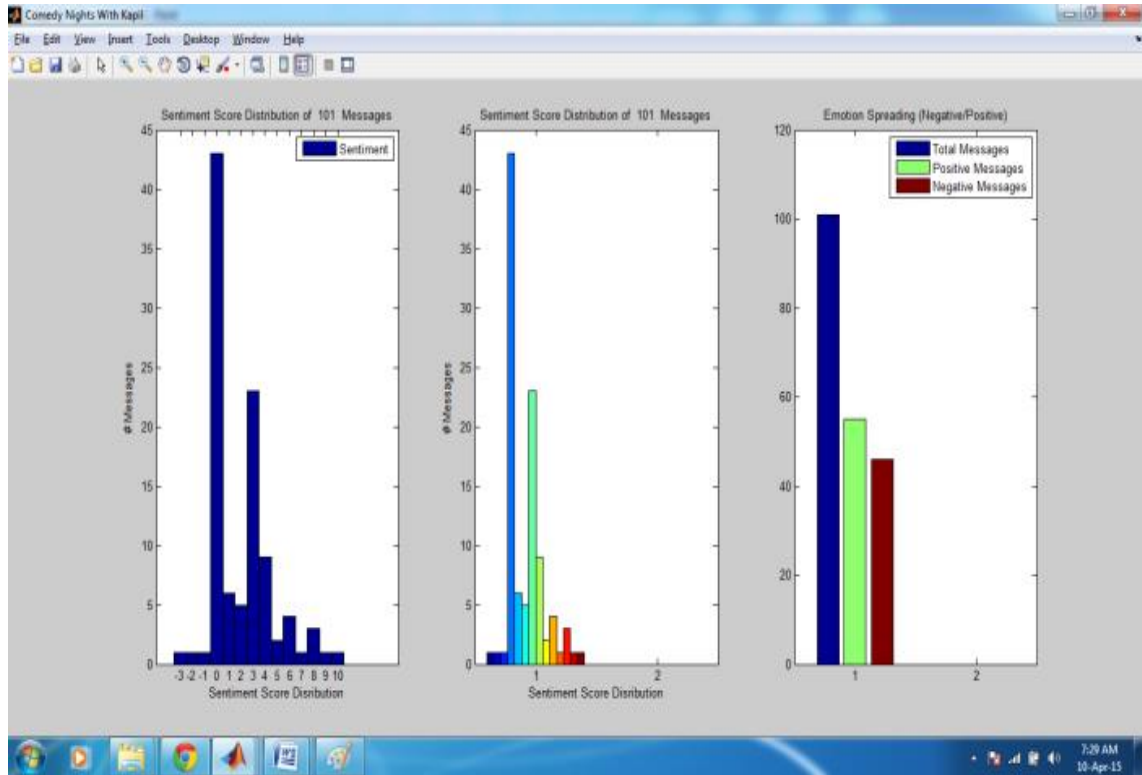 Comedy Nights With Kapil
File Edit View Insert Tools Desktop Window Help
Sentiment Score Distribution of 101 Messages
45
40
35
30
25
20
15
10
5
0
# Messages
Sentiment
-3 -2 -1 0 1 2 3 4 5 6 7 8 9 10
Sentiment Score Disribution
Sentiment Score Distribution of 101 Messages
45
40
35
30
25
20
15
10
5
0
# Messages
1 2
Sentiment Score Disribution
Emotion Spreading (Negative/Positive)
120
100
80
60
40
20
0
Total Messages
Positive Messages
Negative Messages
1 2
7:29 AM
10-Apr-15